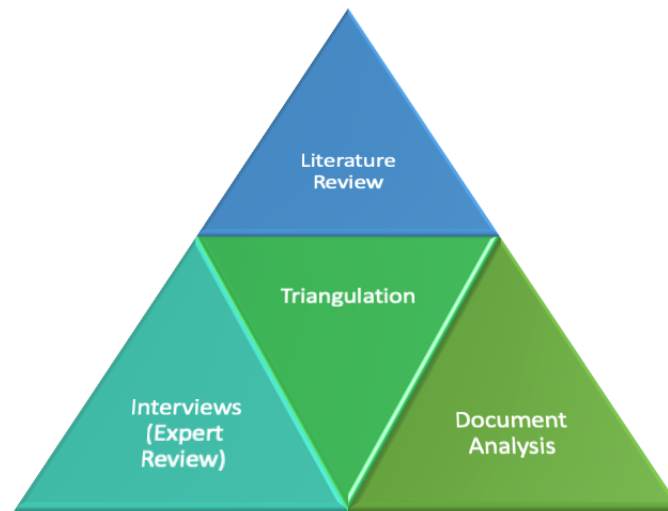 Literature
Review
Triangulation
Interviews
(Expert
Review)
Document
Analysis